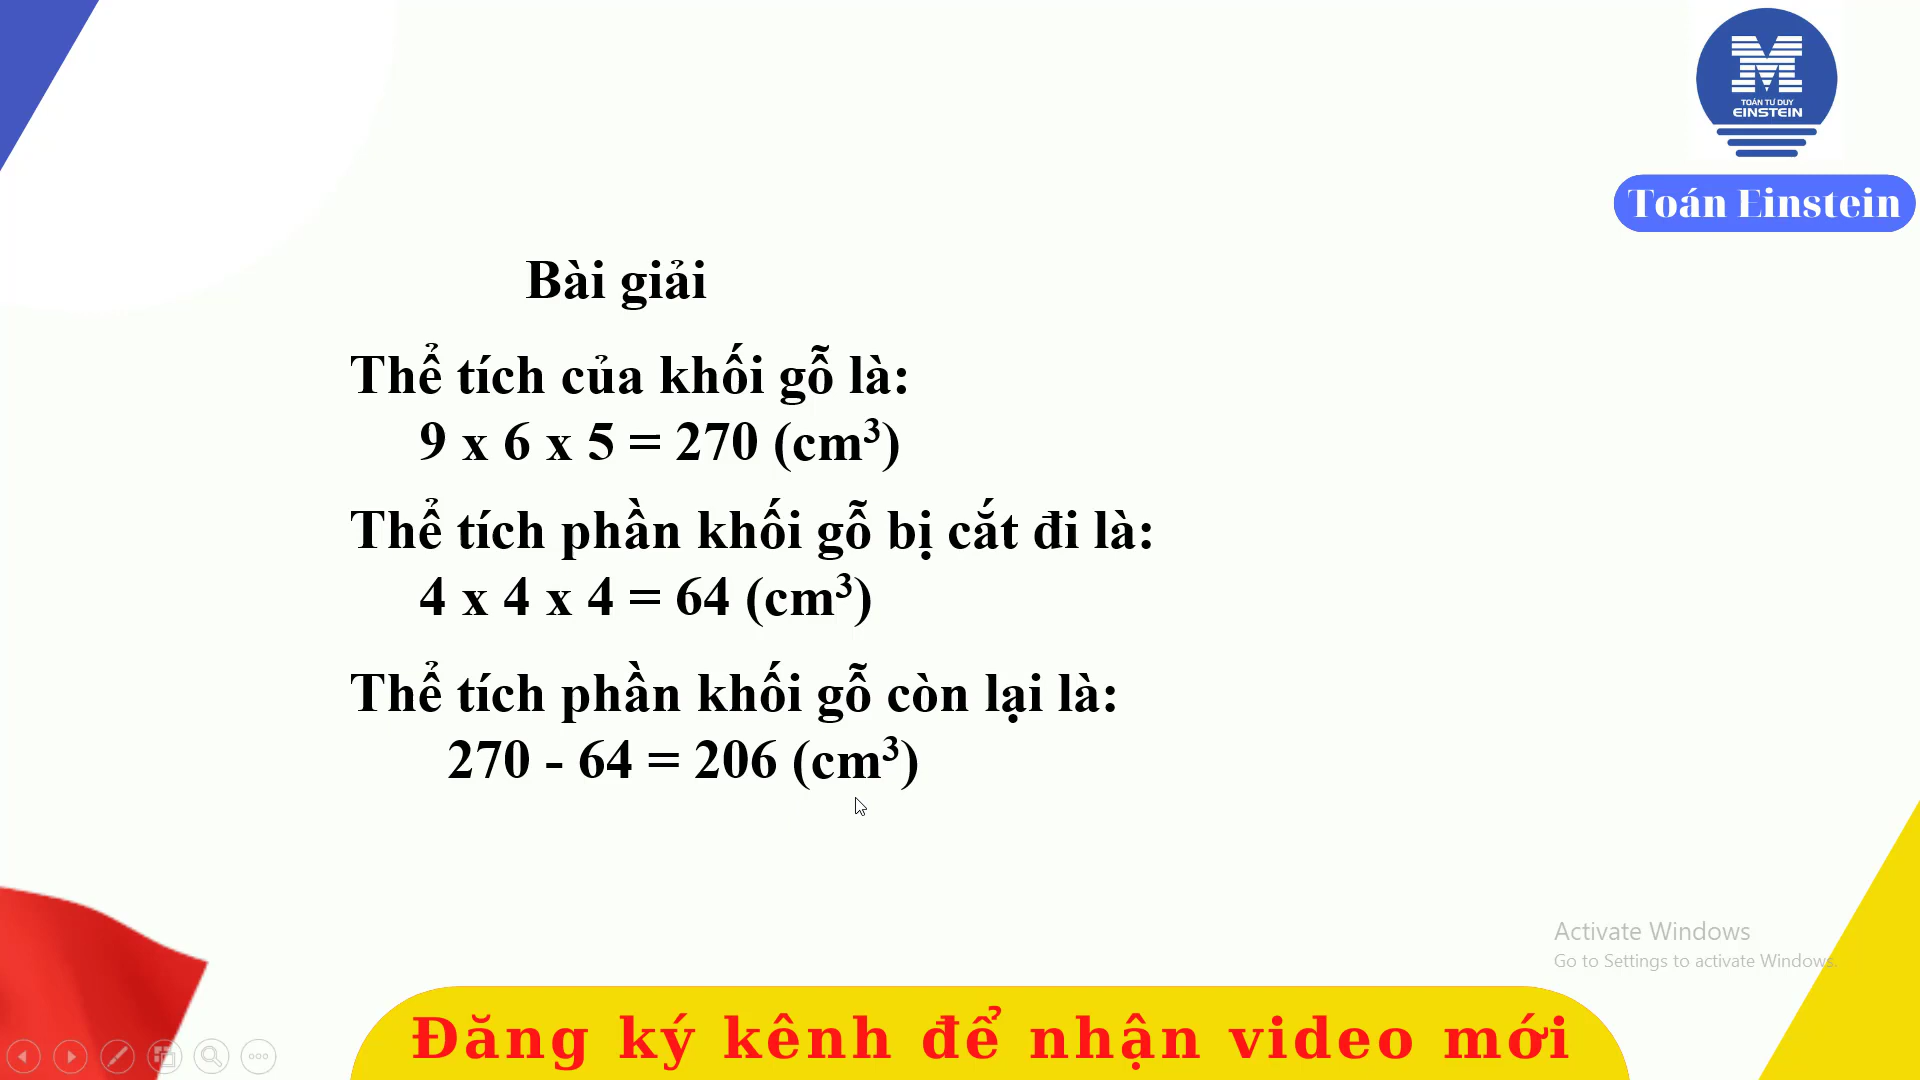 M
TOÁN TƯ DUY
EINSTEIN
Toán Einstein
Bài giải
Thể tích của khối gỗ là:
9 x 6 x 5 = 270 (cm³)
Thể tích phần khối gỗ bị cắt đi là:
4 x 4 x 4 = 64 (cm³)
Thể tích phần khối gỗ còn lại là:
270 - 64 = 206 (cm³)
Activate Windows
Go to Settings to activate Windows.
Đăng ký kênh để nhận video mới